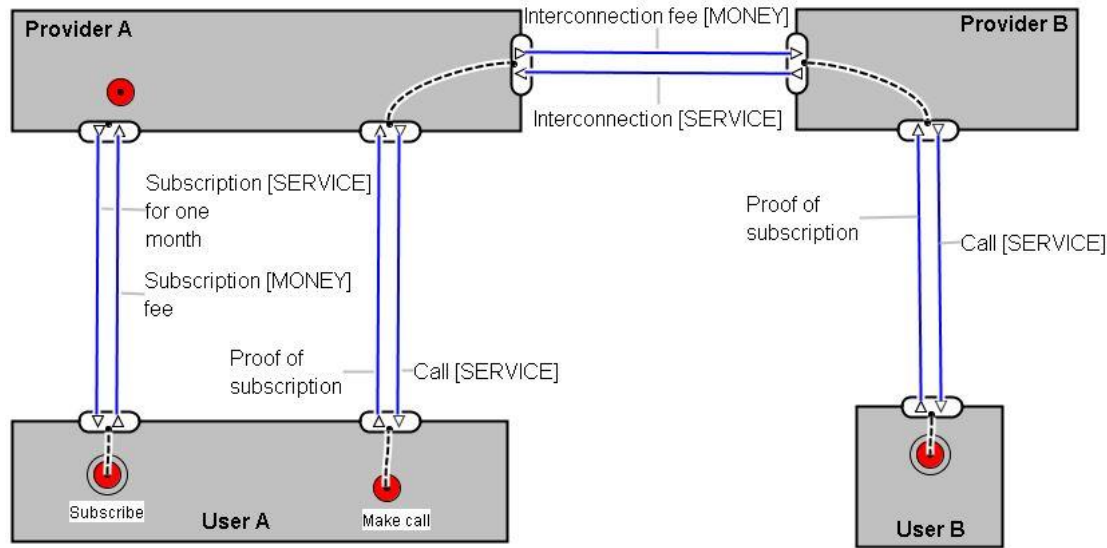 Provider A
Interconnection fee [MONEY]
Provider B
Interconnection [SERVICE]
Subscription [SERVICE]
for one
month
Subscription [MONEY]
fee
Proof of
subscription
Call [SERVICE]
Proof of
subscription
Call [SERVICE]
Subscribe
User A
Make call
User B